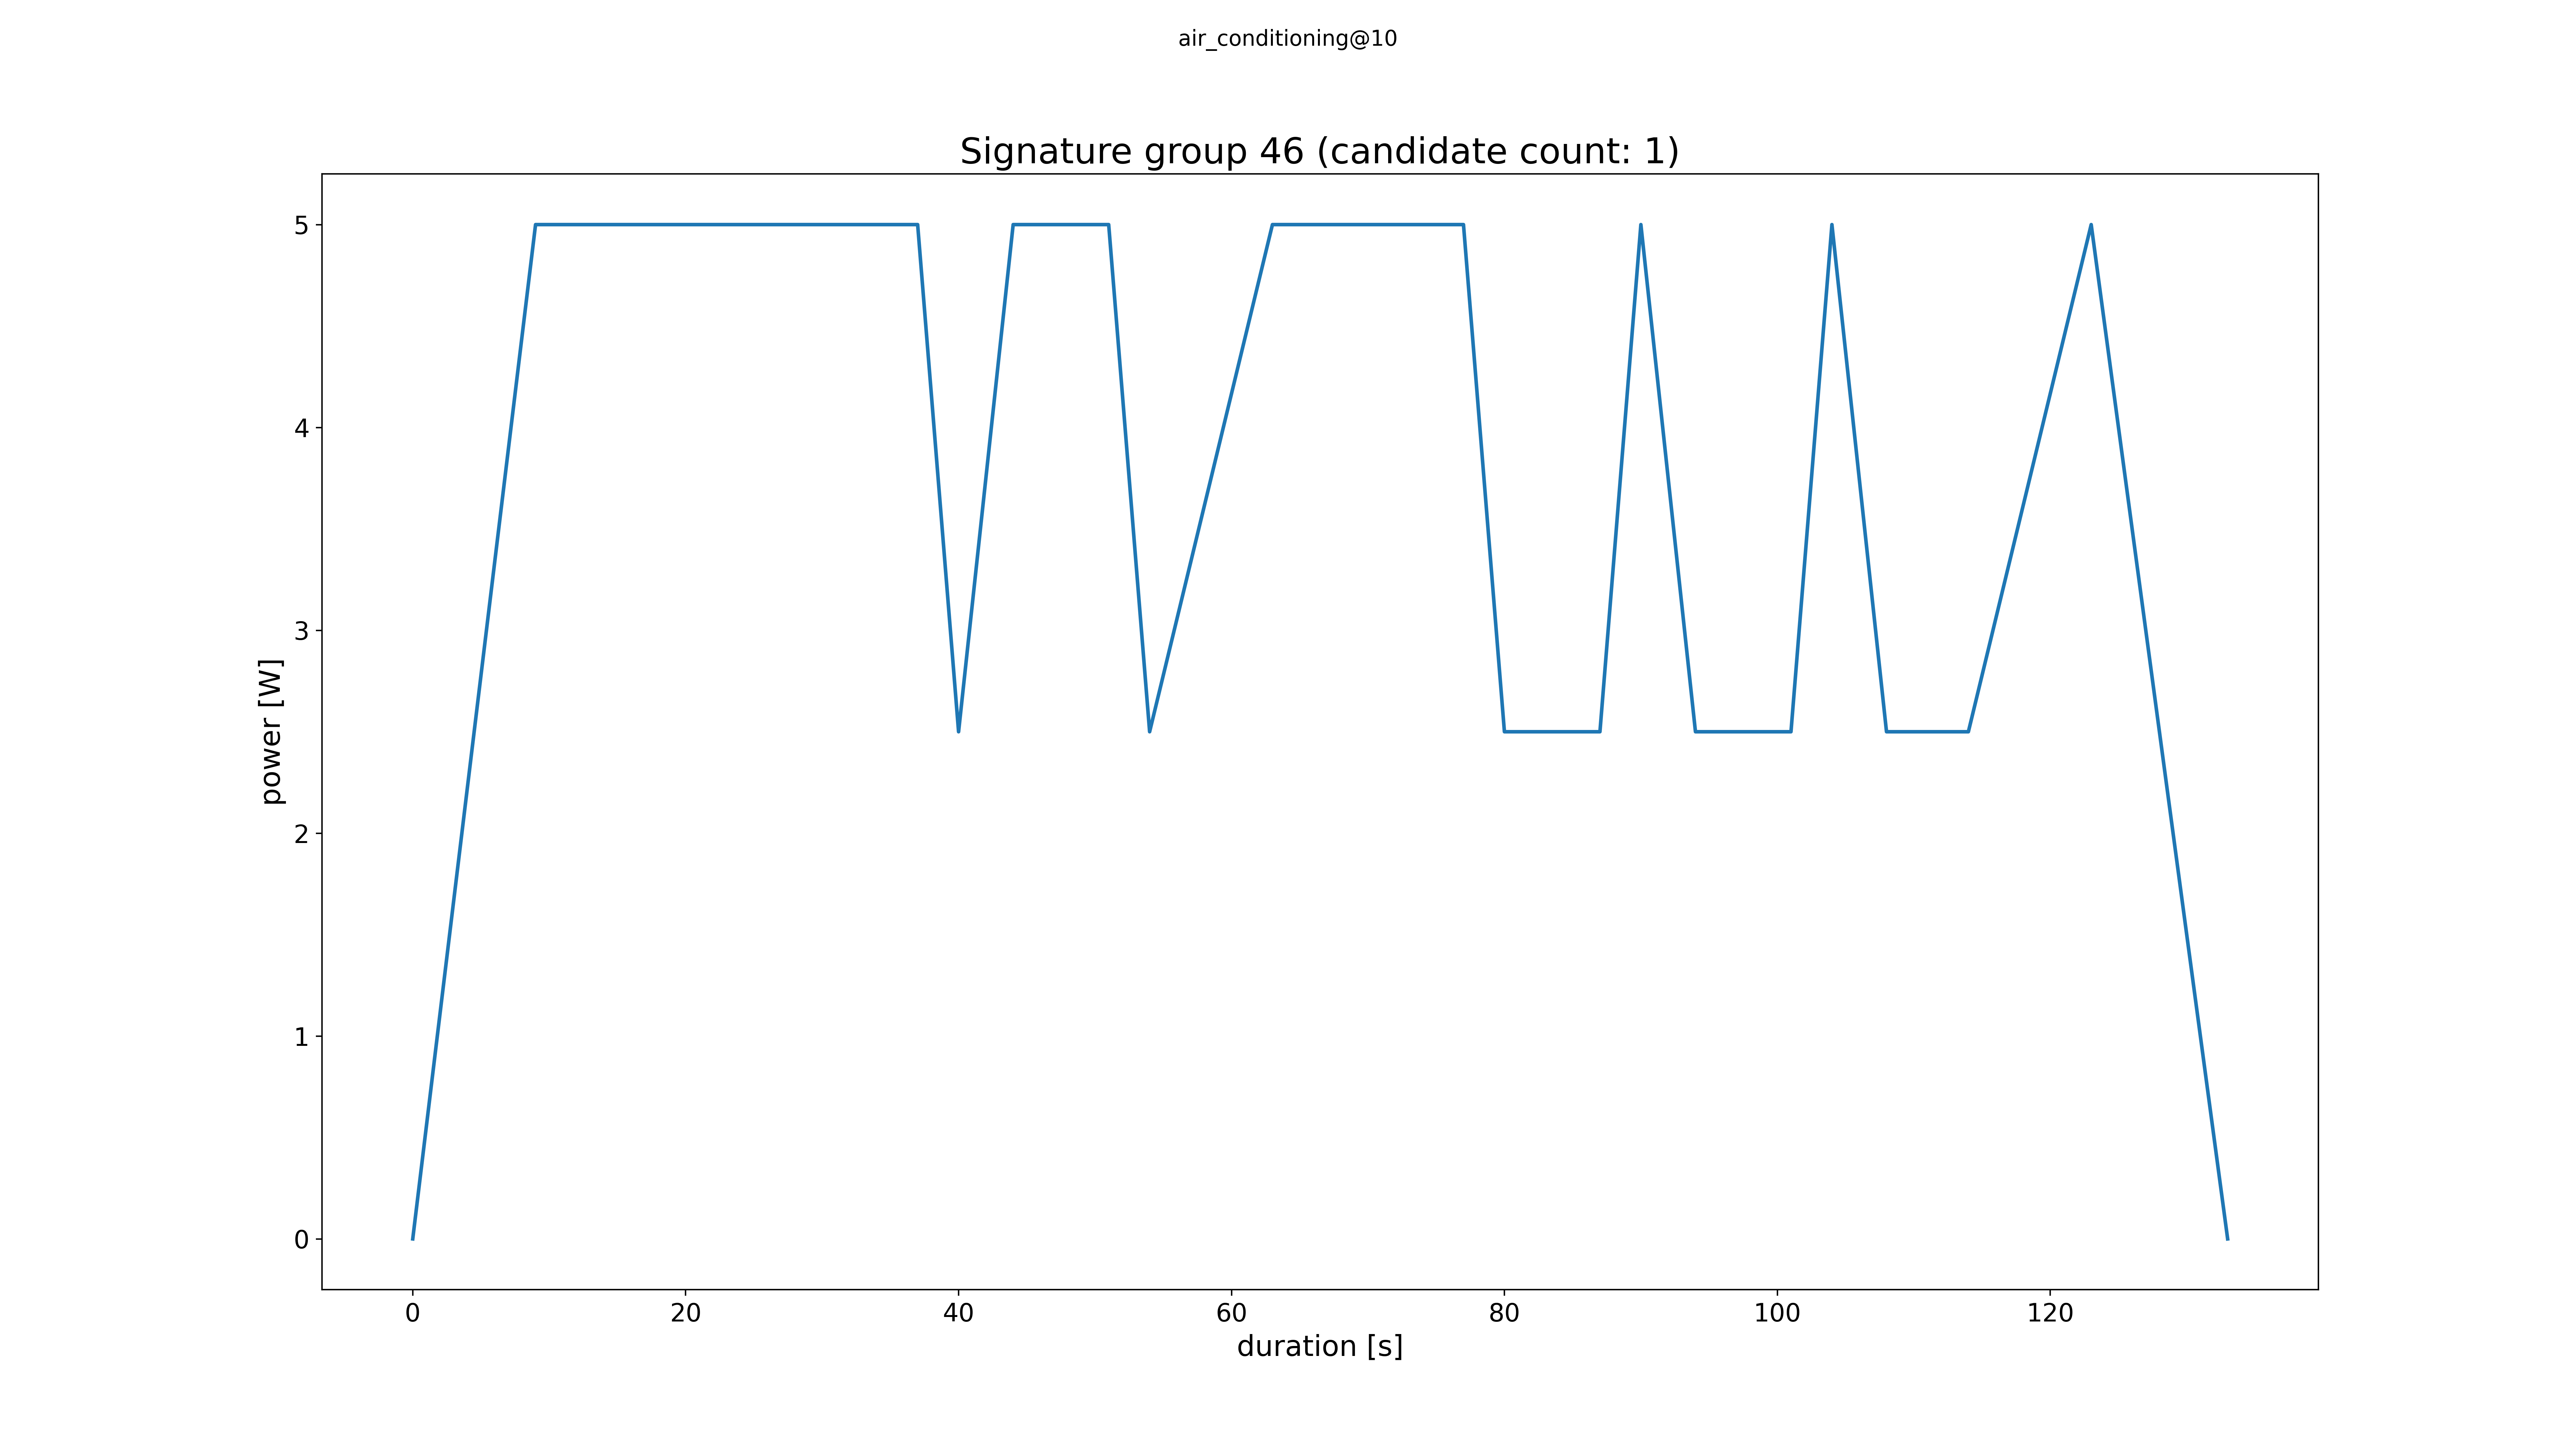 air_conditioning@10
Signature group 46 (candidate count: 1)
5
4
3
2
1
0
power [W]
0 20 40 60 80 100 120
duration [s]